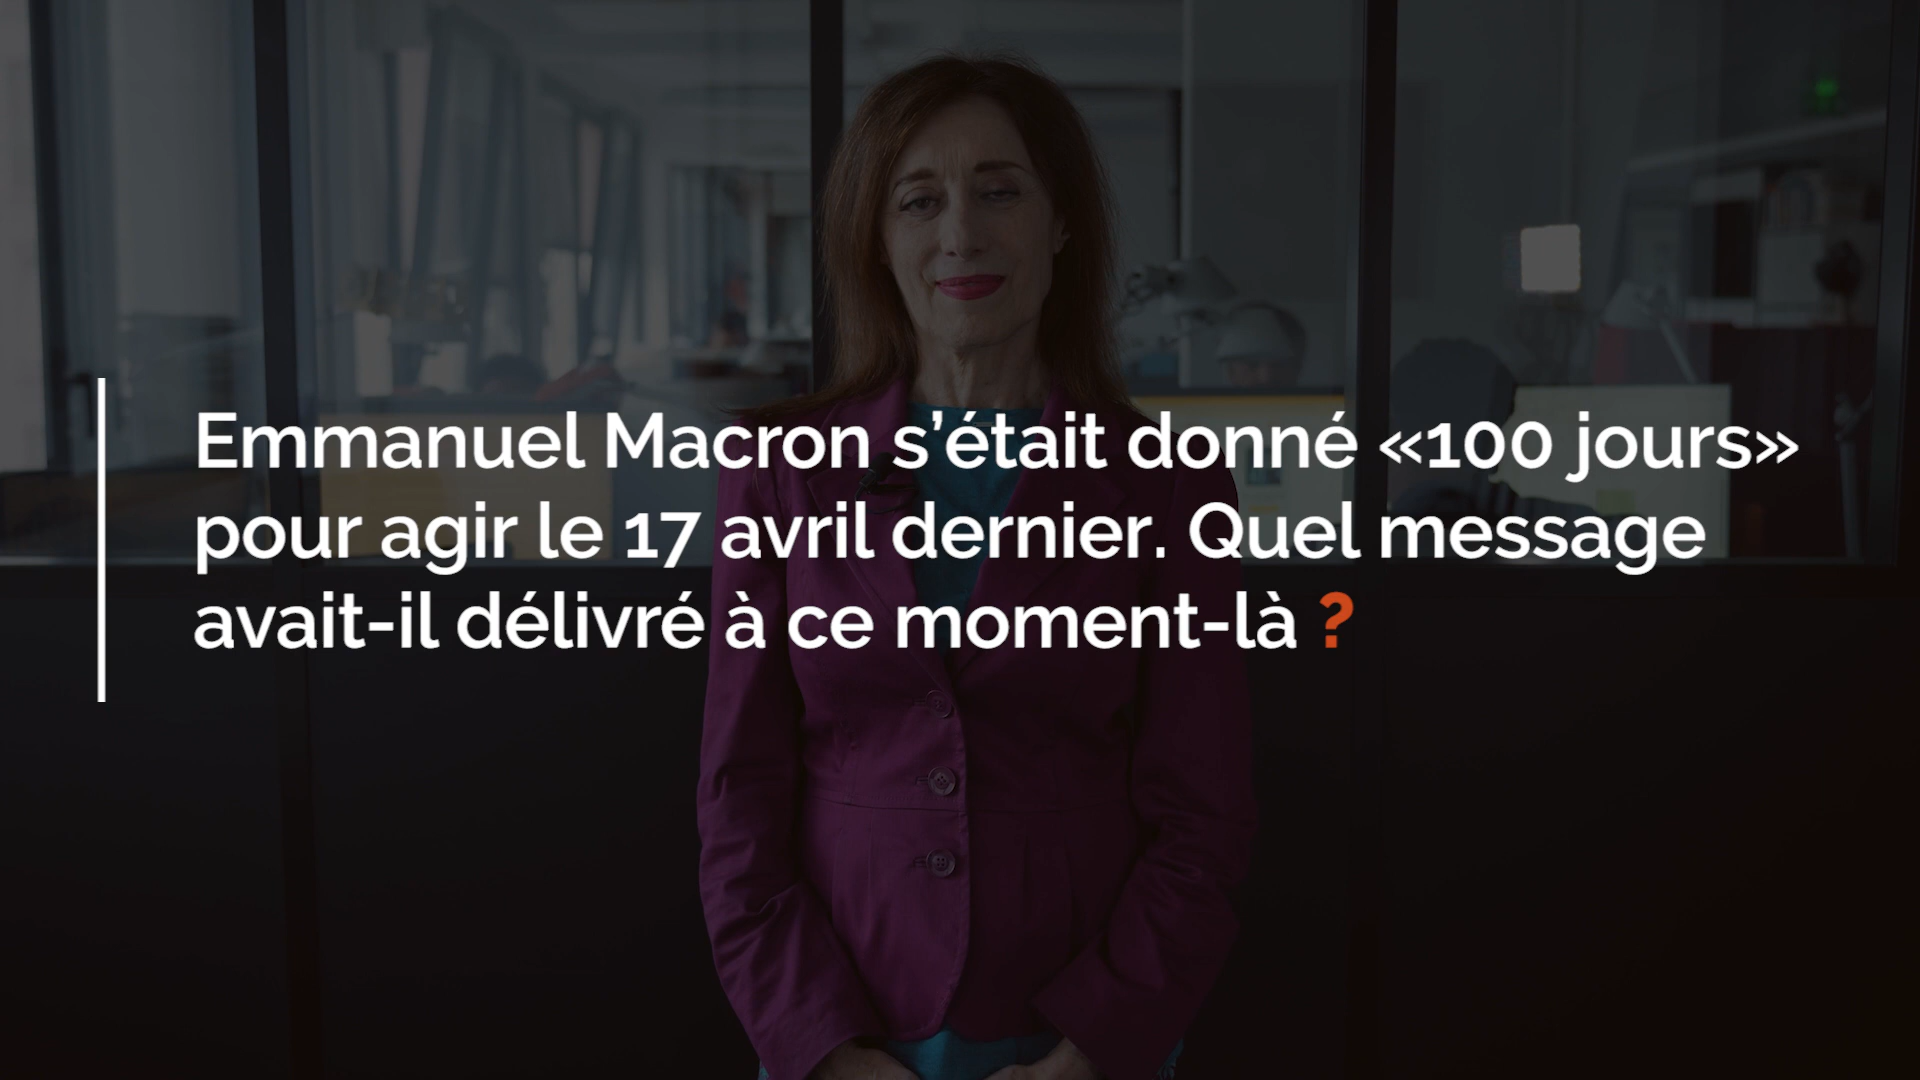 Emmanuel Macron s’était donné «100 jours»
pour agir le 17 avril dernier. Quel message
avait-il délivré à ce moment-là ?